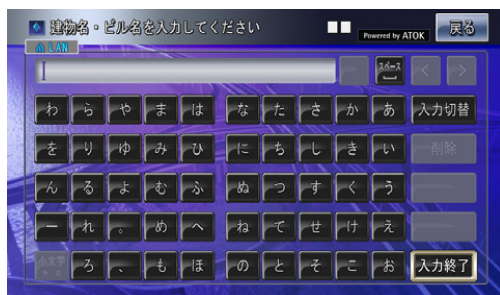 建物名・ビル名を入力してください Powered by ATOK 戻る
LAN
スペース < >
わ ら や ま は な た さ か あ 入力切替
を り ゆ み ひ に ち し き い 削除
ん る よ む ふ ぬ つ す く う
ー れ 。 め へ ね て せ け え
小文字 ろ 、 も ほ の と そ こ お 入力終了